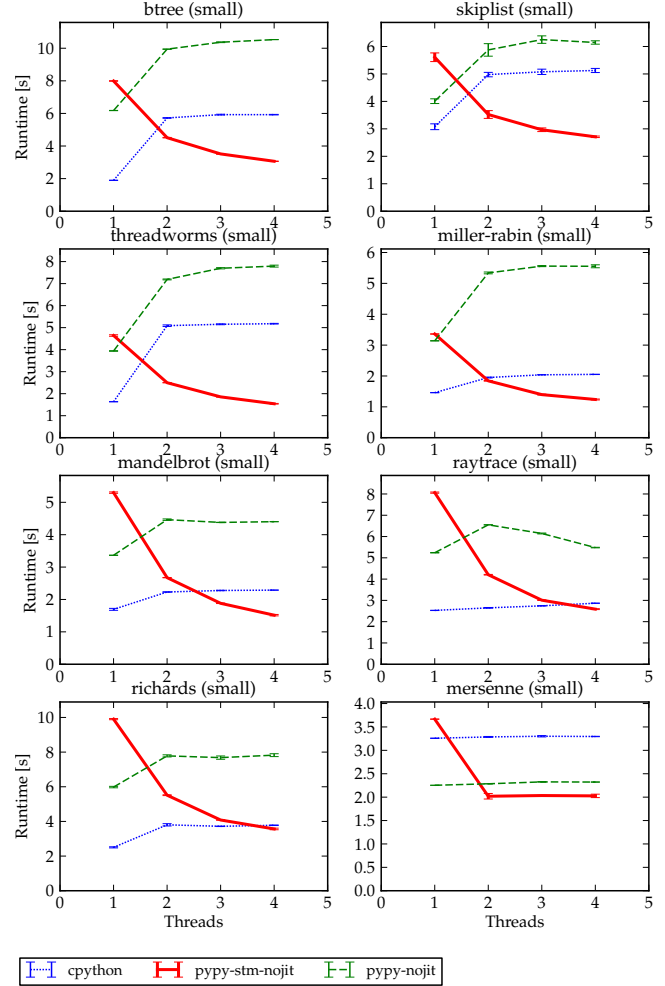 btree (small)
skiplist (small)
Runtime [s]
10
8
6
4
2
0
0 1 2 3 4 5
6
5
4
3
2
1
0
0 1 2 3 4 5
threadworms (small)
miller-rabin (small)
Runtime [s]
8
7
6
5
4
3
2
1
0
0 1 2 3 4 5
6
5
4
3
2
1
0
0 1 2 3 4 5
mandelbrot (small)
raytrace (small)
Runtime [s]
5
4
3
2
1
0
0 1 2 3 4 5
8
7
6
5
4
3
2
1
0
0 1 2 3 4 5
richards (small)
mersenne (small)
Runtime [s]
10
8
6
4
2
0
0 1 2 3 4 5
Threads
4.0
3.5
3.0
2.5
2.0
1.5
1.0
0.5
0.0
0 1 2 3 4 5
Threads
cpython pypy-stm-nojit pypy-nojit